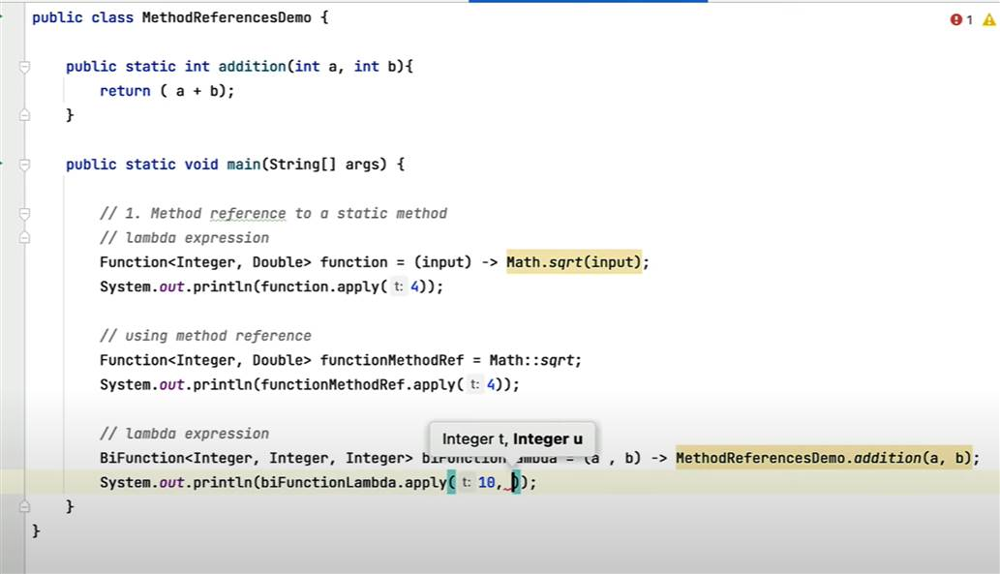 public class MethodReferencesDemo {
1
public static int addition(int a, int b){
return ( a + b);
}
public static void main(String[] args) {
// 1. Method reference to a static method
// lambda expression
Function<Integer, Double> function = (input) -> Math.sqrt(input);
System.out.println(function.apply( t: 4));
// using method reference
Function<Integer, Double> functionMethodRef = Math::sqrt;
System.out.println(functionMethodRef.apply( t: 4));
// lambda expression
Integer t, Integer u
BiFunction<Integer, Integer, Integer> biFunctionLambda = (a , b) -> MethodReferencesDemo.addition(a, b);
System.out.println(biFunctionLambda.apply( t: 10, ));
}
}